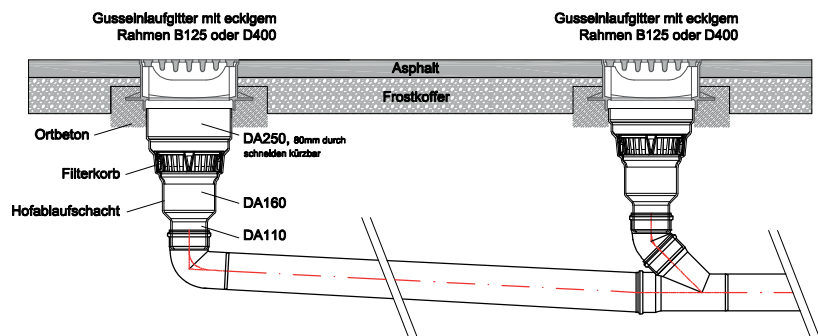 Gusseinlaufgitter mit eckigem
Rahmen B125 oder D400
Gusseinlaufgitter mit eckigem
Rahmen B125 oder D400
Asphalt
Frostkoffer
Ortbeton
DA250, 80mm durch
schneiden kürzbar
Filterkorb
Hofablaufschacht
DA160
DA110